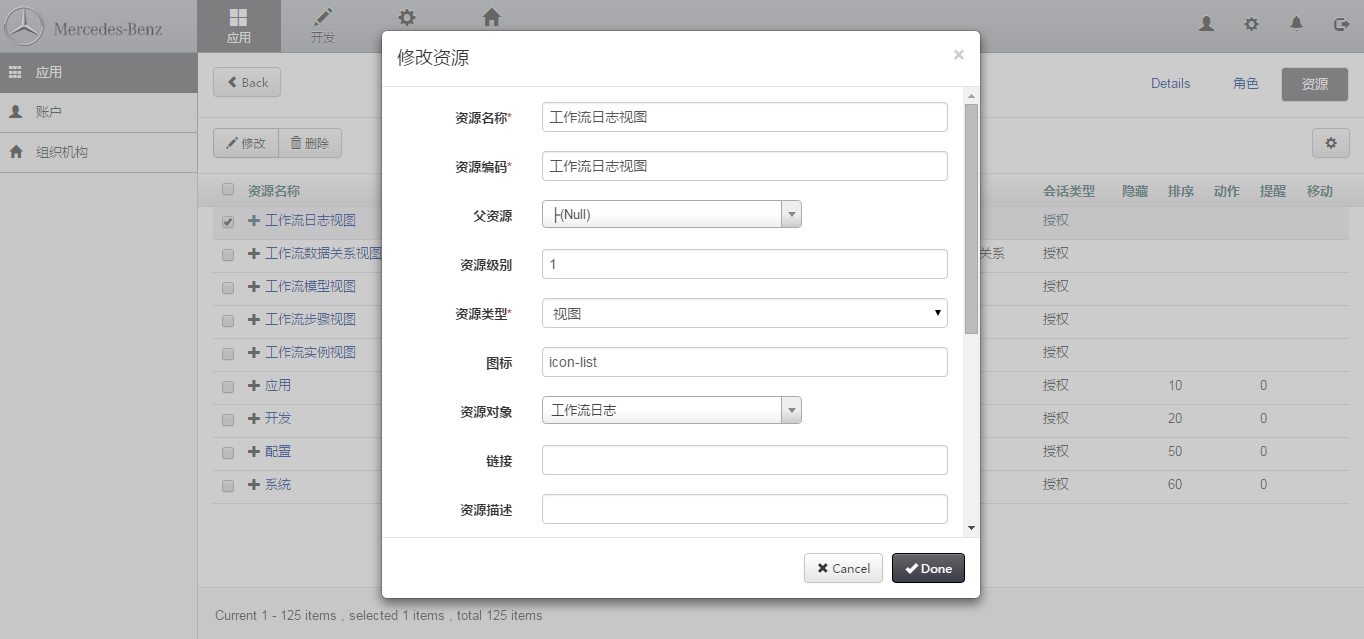 Mercedes-Benz
应用
开发
应用
账户
组织机构
Back
Details
角色
资源
修改
删除
资源名称
会话类型
隐藏
排序
动作
提醒
移动
工作流日志视图
授权
工作流数据关系视图
关系
授权
工作流模型视图
授权
工作流步骤视图
授权
工作流实例视图
授权
应用
授权
10
0
开发
授权
20
0
配置
授权
50
0
系统
授权
60
0
Current 1 - 125 items , selected 1 items , total 125 items
修改资源
×
资源名称*
工作流日志视图
资源编码*
工作流日志视图
父资源
├(Null)
资源级别
1
资源类型*
视图
图标
icon-list
资源对象
工作流日志
链接
资源描述
Cancel
Done